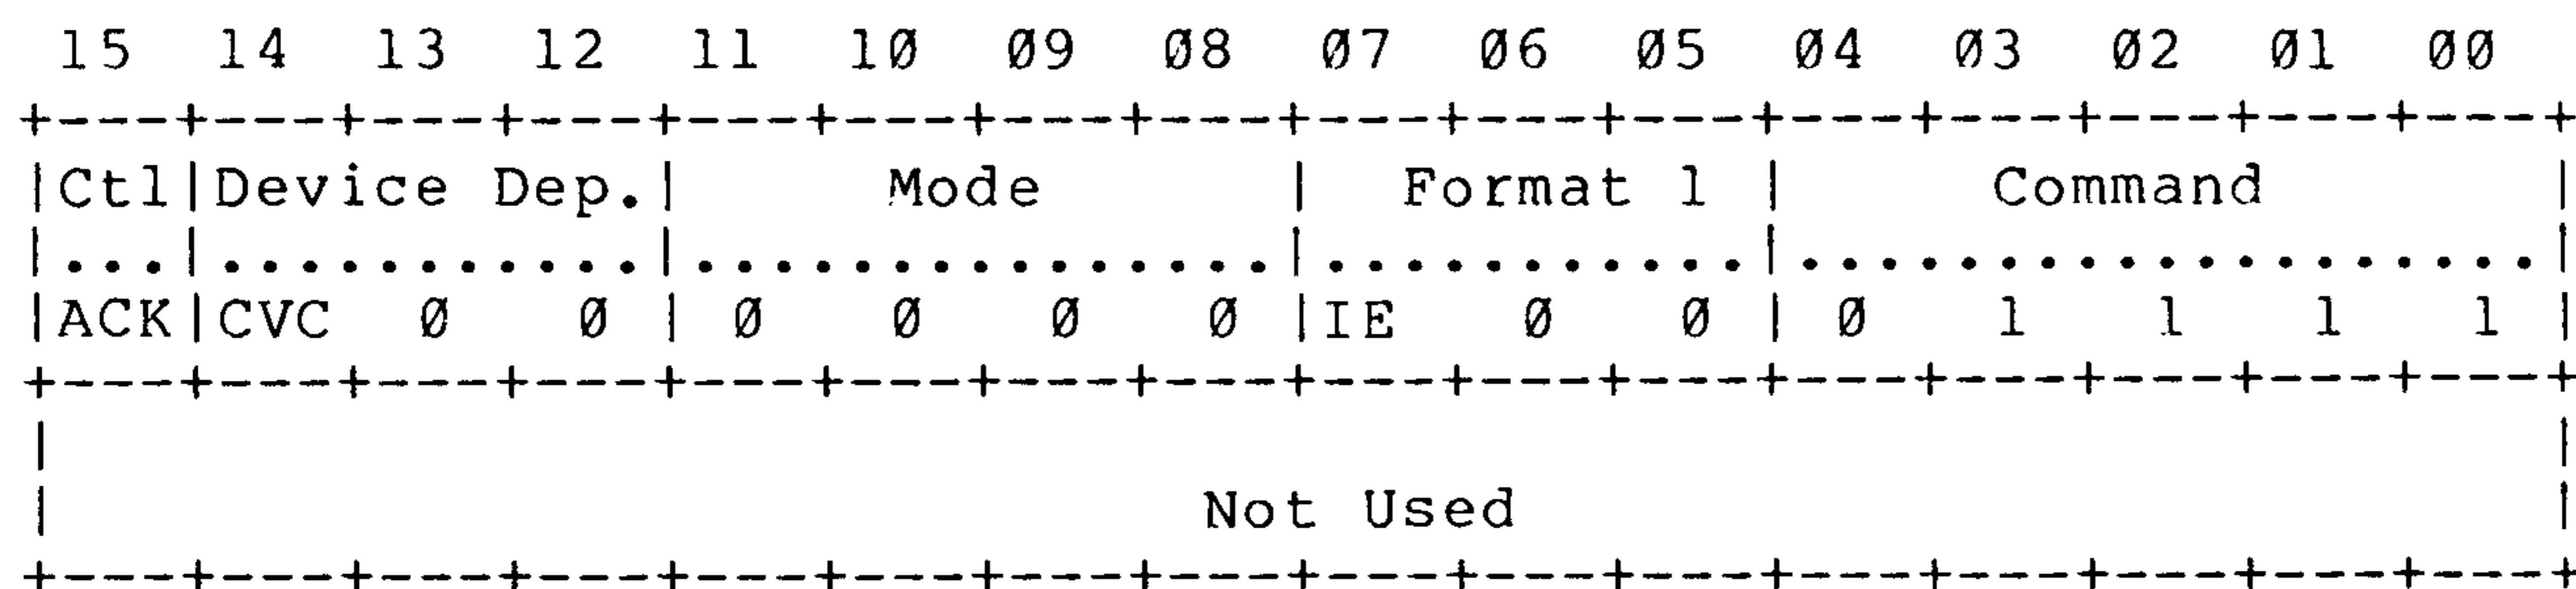 15 14 13 12 11 10 09 08 07 06 05 04 03 02 01 00
+---+---+---+---+---+---+---+---+---+---+---+---+---+---+---+---+
|Ctl|Device Dep.|     Mode      |  Format 1 |     Command       |
|...|...........|...............|...........|...................|
|ACK|CVC  0   0 | 0   0   0   0 |IE   0   0 | 0   1   1   1   1 |
+---+---+---+---+---+---+---+---+---+---+---+---+---+---+---+---+
|                                                               |
|                             Not Used                          |
+---+---+---+---+---+---+---+---+---+---+---+---+---+---+---+---+